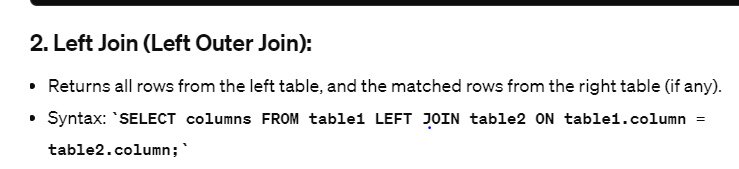 2. Left Join (Left Outer Join):
• Returns all rows from the left table, and the matched rows from the right table (if any).
• Syntax: `SELECT columns FROM table1 LEFT JOIN table2 ON table1.column =
table2.column;`